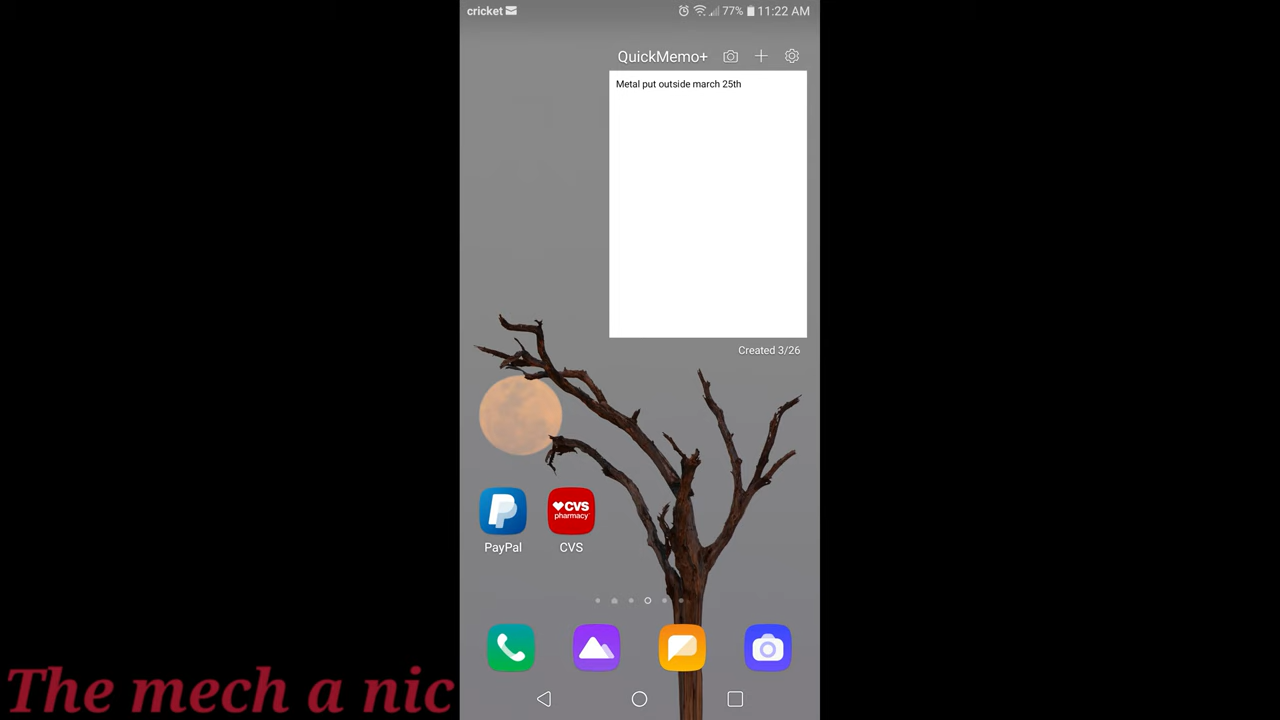 cricket
77% 11:22 AM
QuickMemo+
Metal put outside march 25th
Created 3/26
P
CVS
pharmacy
PayPal
CVS
The mech a nic